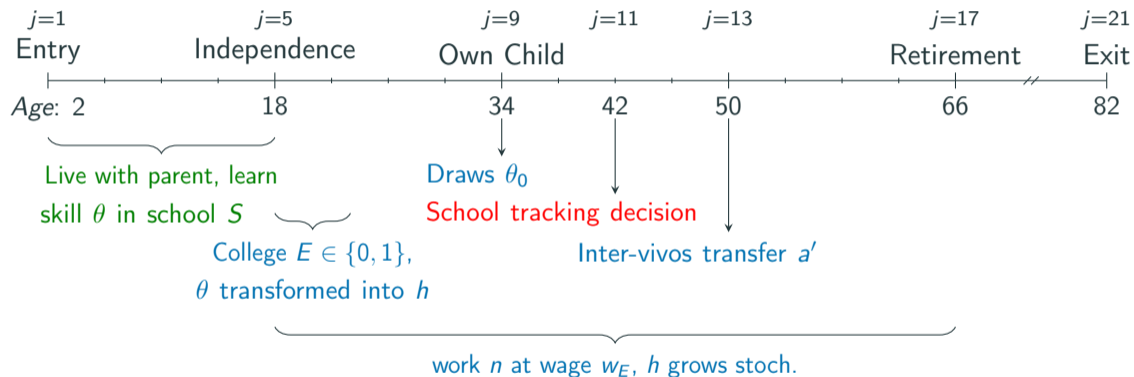 j=1 j=5 j=9 j=11 j=13 j=17 j=21
Entry Independence Own Child Retirement Exit
Age: 2 18 34 42 50 66 82
Live with parent, learn
skill θ in school S
Draws θ₀
School tracking decision
College E ∈ {0, 1},
θ transformed into h
Inter-vivos transfer a′
work n at wage w_E, h grows stoch.